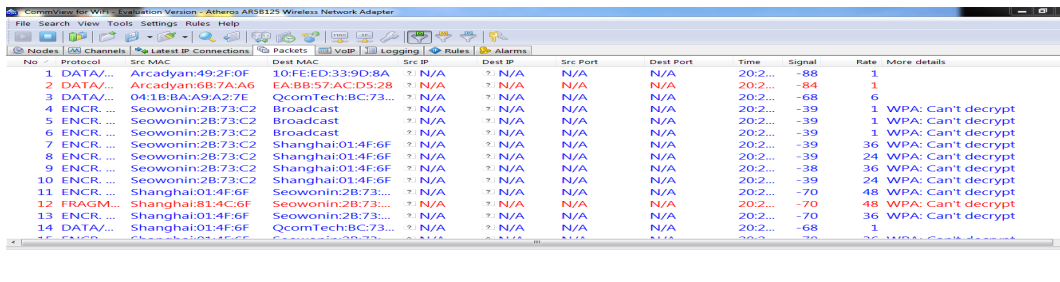 CommView for WiFi - Evaluation Version - Atheros AR5B125 Wireless Network Adapter
File Search View Tools Settings Rules Help
Nodes Channels Latest IP Connections Packets VoIP Logging Rules Alarms
No Protocol Src MAC Dest MAC Src IP Dest IP Src Port Dest Port Time Signal Rate More details
1 DATA/... Arcadyan:49:2F:0F 10:FE:ED:33:9D:8A ? N/A ? N/A N/A N/A 20:2... -88 1
2 DATA/... Arcadyan:6B:7A:A6 EA:BB:57:AC:D5:28 ? N/A ? N/A N/A N/A 20:2... -84 1
3 DATA/... 04:1B:BA:A9:A2:7E QcomTech:BC:73... ? N/A ? N/A N/A N/A 20:2... -68 6
4 ENCR. ... Seowonin:2B:73:C2 Broadcast ? N/A ? N/A N/A N/A 20:2... -39 1 WPA: Can't decrypt
5 ENCR. ... Seowonin:2B:73:C2 Broadcast ? N/A ? N/A N/A N/A 20:2... -39 1 WPA: Can't decrypt
6 ENCR. ... Seowonin:2B:73:C2 Broadcast ? N/A ? N/A N/A N/A 20:2... -39 1 WPA: Can't decrypt
7 ENCR. ... Seowonin:2B:73:C2 Shanghai:01:4F:6F ? N/A ? N/A N/A N/A 20:2... -39 36 WPA: Can't decrypt
8 ENCR. ... Seowonin:2B:73:C2 Shanghai:01:4F:6F ? N/A ? N/A N/A N/A 20:2... -39 24 WPA: Can't decrypt
9 ENCR. ... Seowonin:2B:73:C2 Shanghai:01:4F:6F ? N/A ? N/A N/A N/A 20:2... -38 36 WPA: Can't decrypt
10 ENCR. ... Seowonin:2B:73:C2 Shanghai:01:4F:6F ? N/A ? N/A N/A N/A 20:2... -39 24 WPA: Can't decrypt
11 ENCR. ... Shanghai:01:4F:6F Seowonin:2B:73:... ? N/A ? N/A N/A N/A 20:2... -70 48 WPA: Can't decrypt
12 FRAGM... Shanghai:81:4C:6F Seowonin:2B:73:... ? N/A ? N/A N/A N/A 20:2... -70 48 WPA: Can't decrypt
13 ENCR. ... Shanghai:01:4F:6F Seowonin:2B:73:... ? N/A ? N/A N/A N/A 20:2... -70 36 WPA: Can't decrypt
14 DATA/... Shanghai:01:4F:6F QcomTech:BC:73... ? N/A ? N/A N/A N/A 20:2... -68 1